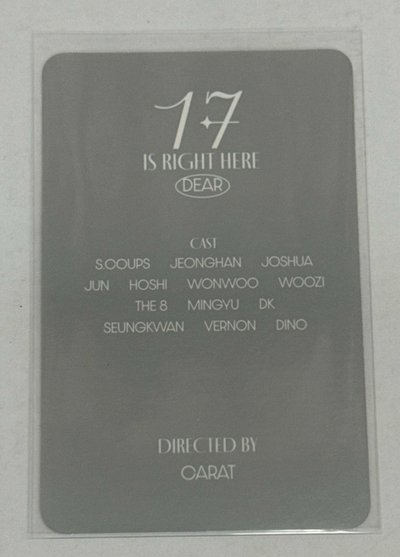 17
IS RIGHT HERE
DEAR
CAST
S.COUPS JEONGHAN JOSHUA
JUN HOSHI WONWOO WOOZI
THE 8 MINGYU DK
SEUNGKWAN VERNON DINO
DIRECTED BY
CARAT